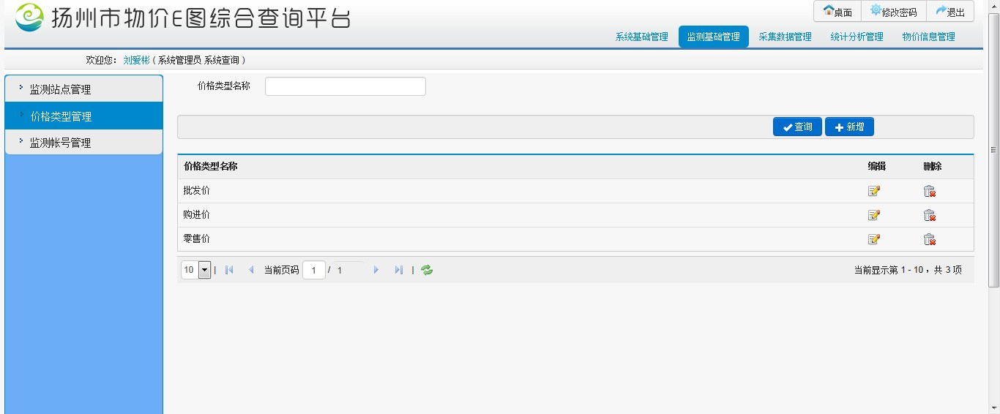 扬州市物价E图综合查询平台
桌面 修改密码 退出
系统基础管理 监测基础管理 采集数据管理 统计分析管理 物价信息管理
欢迎您： 刘爱彬 ( 系统管理员 系统查询 )
监测站点管理
价格类型管理
监测帐号管理
价格类型名称
查询 新增
价格类型名称 编辑 删除
批发价
购进价
零售价
10 | 当前页码 1 / 1 | 当前显示第 1 - 10 ，共 3 项